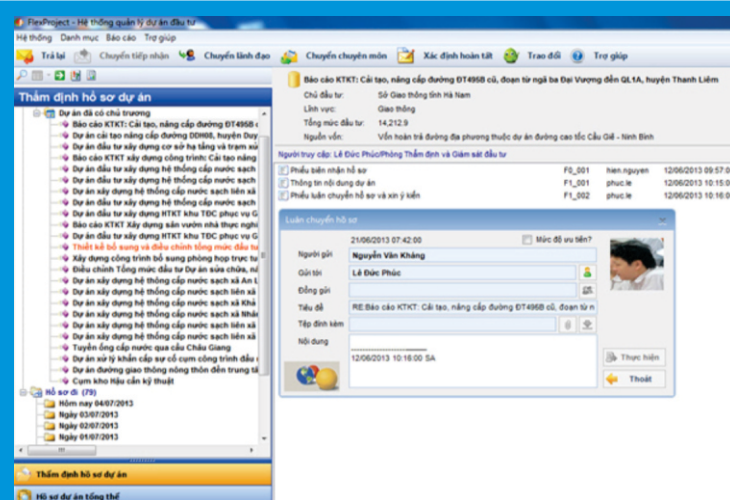 FlexProject - Hệ thống quản lý dự án đầu tư
Hệ thống Danh mục Báo cáo Trợ giúp
Trả lại Chuyển tiếp nhận Chuyển lãnh đạo Chuyển chuyên môn Xác định hoàn tất Trao đổi Trợ giúp
Thẩm định hồ sơ dự án
Dự án đã có chủ trương
Báo cáo KTKT: Cải tạo, nâng cấp đường ĐT495B
Dự án cải tạo nâng cấp đường DDH08, huyện Duy
Dự án đầu tư xây dựng cơ sở hạ tầng và trạm xử
Báo cáo KTKT xây dựng công trình: Cải tạo nâng
Dự án đầu tư xây dựng hệ thống cấp nước sạch
Dự án đầu tư xây dựng hệ thống cấp nước sạch
Dự án xây dựng hệ thống cấp nước sạch liên xã
Dự án đầu tư xây dựng hệ thống cấp nước sạch
Dự án đầu tư xây dựng HTKT khu TĐC phục vụ G
Báo cáo KTKT Xây dựng sân vườn nhà thực nghi
Dự án đầu tư xây dựng HTKT khu TĐC phục vụ G
Thiết kế bổ sung và điều chỉnh tổng mức đầu tư
Xây dựng công trình bổ sung phòng họp trực tu
Điều chỉnh Tổng mức đầu tư Dự án sửa chữa, nâ
Dự án xây dựng hệ thống cấp nước sạch xã An L
Dự án xây dựng hệ thống cấp nước sạch liên xã
Dự án xây dựng hệ thống cấp nước sạch xã Khả
Dự án xây dựng hệ thống cấp nước sạch xã Nhâ
Dự án xây dựng hệ thống cấp nước sạch liên xã
Dự án xây dựng hệ thống cấp nước sạch liên xã
Tuyến ống cấp nước qua cầu Châu Giang
Dự án xử lý khẩn cấp sự cố cụm công trình đầu
Dự án đường giao thông nông thôn đến trung tâ
Cụm kho Hậu cần kỹ thuật
Hồ sơ đi (79)
Hôm nay 04/07/2013
Ngày 03/07/2013
Ngày 02/07/2013
Ngày 01/07/2013
Thẩm định hồ sơ dự án
Hồ sơ dự án tổng thể
Báo cáo KTKT: Cải tạo, nâng cấp đường ĐT495B cũ, đoạn từ ngã ba Đại Vượng đến QL1A, huyện Thanh Liêm
Chủ đầu tư: Sở Giao thông tỉnh Hà Nam
Lĩnh vực: Giao thông
Tổng mức đầu tư: 14,212.9
Nguồn vốn: Vốn hoàn trả đường địa phương thuộc dự án đường cao tốc Cầu Giẽ - Ninh Bình
Người truy cập: Lê Đức Phúc/Phòng Thẩm định và Giám sát đầu tư
Phiếu biên nhận hồ sơ F0_001 hien.nguyen 12/06/2013 09:57:0
Thông tin nội dung dự án F1_001 phuc.le 12/06/2013 10:15:0
Phiếu luân chuyển hồ sơ và xin ý kiến F1_002 phuc.le 12/06/2013 10:16:0
Luân chuyển hồ sơ
21/06/2013 07:42:00 Mức độ ưu tiên?
Người gửi Nguyễn Văn Kháng
Gửi tới Lê Đức Phúc
Đồng gửi
Tiêu đề RE:Báo cáo KTKT: Cải tạo, nâng cấp đường ĐT495B cũ, đoạn từ n
Tệp đính kèm
Nội dung
12/06/2013 10:16:00 SA
Thực hiện
Thoát